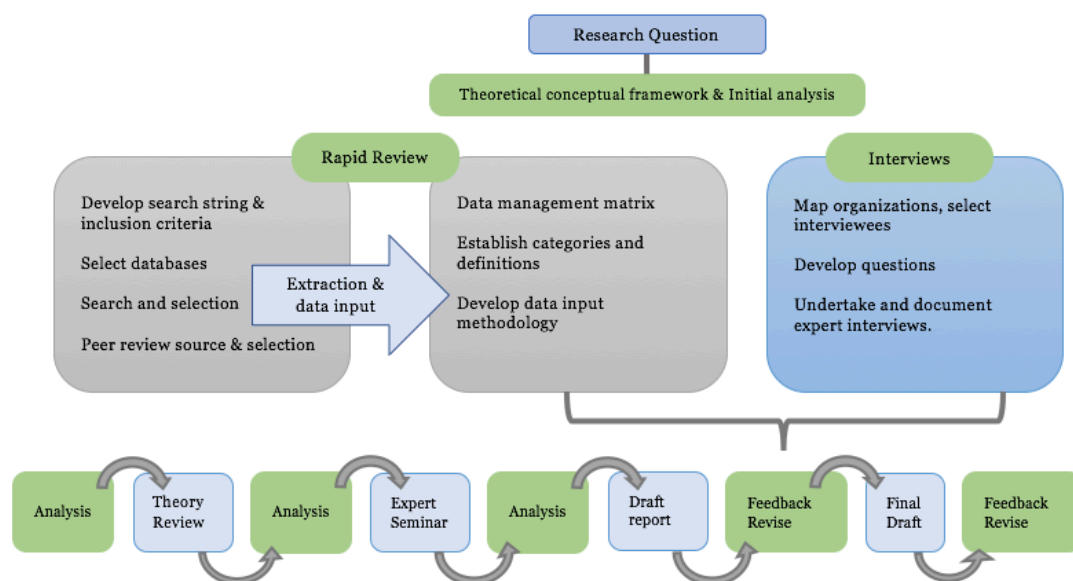 Research Question
Theoretical conceptual framework & Initial analysis
Rapid Review
Interviews
Develop search string &
inclusion criteria
Select databases
Search and selection
Peer review source & selection
Extraction &
data input
Data management matrix
Establish categories and
definitions
Develop data input
methodology
Map organizations, select
interviewees
Develop questions
Undertake and document
expert interviews.
Analysis
Theory
Review
Analysis
Expert
Seminar
Analysis
Draft
report
Feedback
Revise
Final
Draft
Feedback
Revise